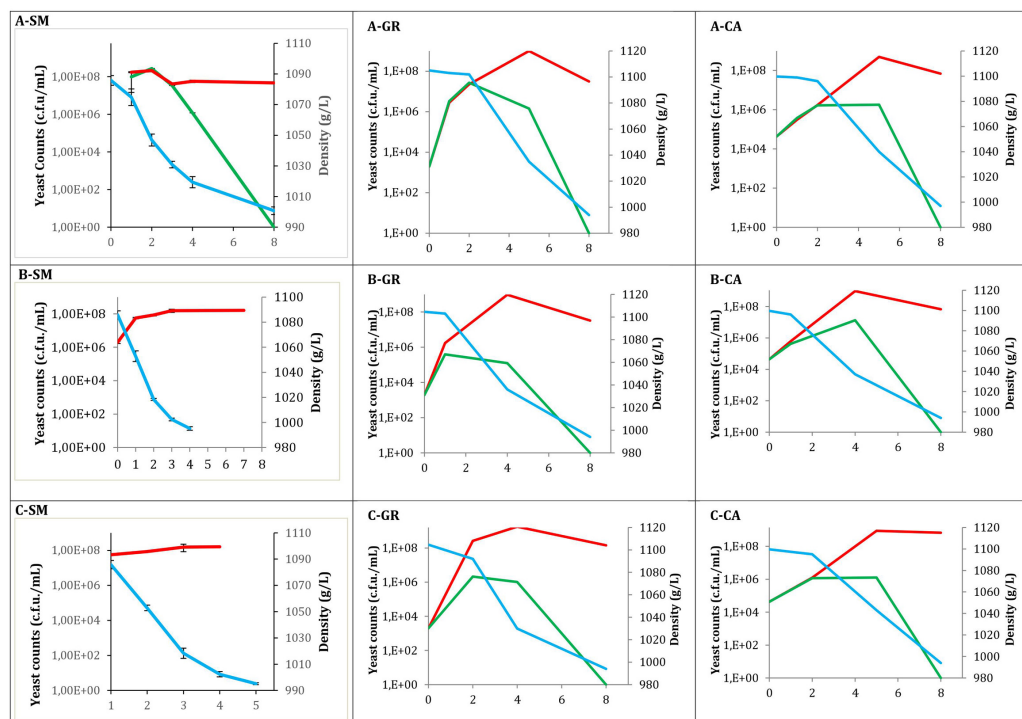 A-SM
Yeast Counts (c.f.u./mL)
1,00E+08
1,00E+06
1,00E+04
1,00E+02
1,00E+00
0 2 4 6 8
1110
1090
1070
1050
1030
1010
990
Density (g/L)
A-GR
Yeast counts (c.f.u./mL)
1,E+08
1,E+06
1,E+04
1,E+02
1,E+00
0 2 4 6 8
1120
1100
1080
1060
1040
1020
1000
980
Density (g/L)
A-CA
Yeast counts (c.f.u./mL)
1,E+08
1,E+06
1,E+04
1,E+02
1,E+00
0 2 4 6 8
1120
1100
1080
1060
1040
1020
1000
980
Density (g/L)
B-SM
Yeast counts (c.f.u./mL)
1,00E+08
1,00E+06
1,00E+04
1,00E+02
1,00E+00
0 1 2 3 4 5 6 7 8
1100
1080
1060
1040
1020
1000
980
Density (g/L)
B-GR
Yeast counts (c.f.u./mL)
1,E+08
1,E+06
1,E+04
1,E+02
1,E+00
0 2 4 6 8
1120
1100
1080
1060
1040
1020
1000
980
Density (g/L)
B-CA
Yeast counts (c.f.u./mL)
1,E+08
1,E+06
1,E+04
1,E+02
1,E+00
0 2 4 6 8
1120
1100
1080
1060
1040
1020
1000
980
Density (g/L)
C-SM
Yeast counts (c.f.u./mL)
1,00E+08
1,00E+06
1,00E+04
1,00E+02
1,00E+00
1 2 3 4 5
1110
1090
1070
1050
1030
1010
990
Density (g/L)
C-GR
Yeast counts (c.f.u./mL)
1,E+08
1,E+06
1,E+04
1,E+02
1,E+00
0 2 4 6 8
1120
1100
1080
1060
1040
1020
1000
980
Density (g/L)
C-CA
Yeast counts (c.f.u./mL)
1,E+08
1,E+06
1,E+04
1,E+02
1,E+00
0 2 4 6 8
1120
1100
1080
1060
1040
1020
1000
980
Density (g/L)